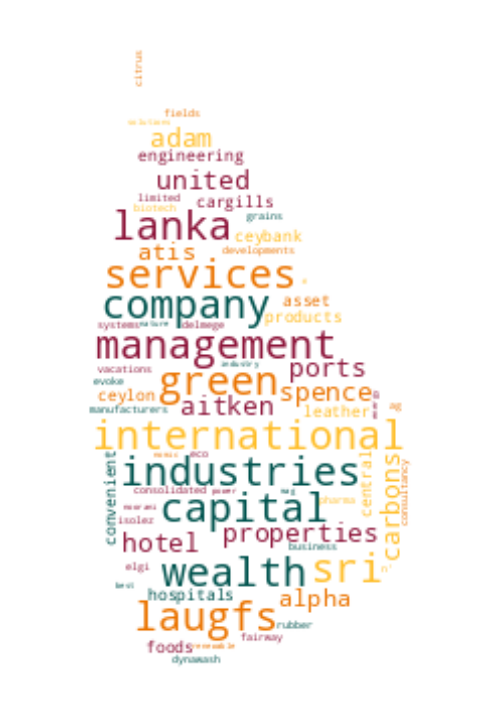 citrus
fields
solutions
adam
engineering
united
limited
cargills
biotech
grains
lanka
ceybank
atis
developments
services
company
asset
products
systems
nature
delmege
management
industry
ports
vacations
evoke
green
spence
ceylon
aitken
leather
ag
manufacturers
international
eco
convenient
industries
central
carbons
consultancy
consolidated
power
capital
pharma
noorani
isolez
properties
hotel
business
elgi
wealth
sri
best
hospitals
alpha
laugfs
rubber
fairway
foods
renewable
dynawash